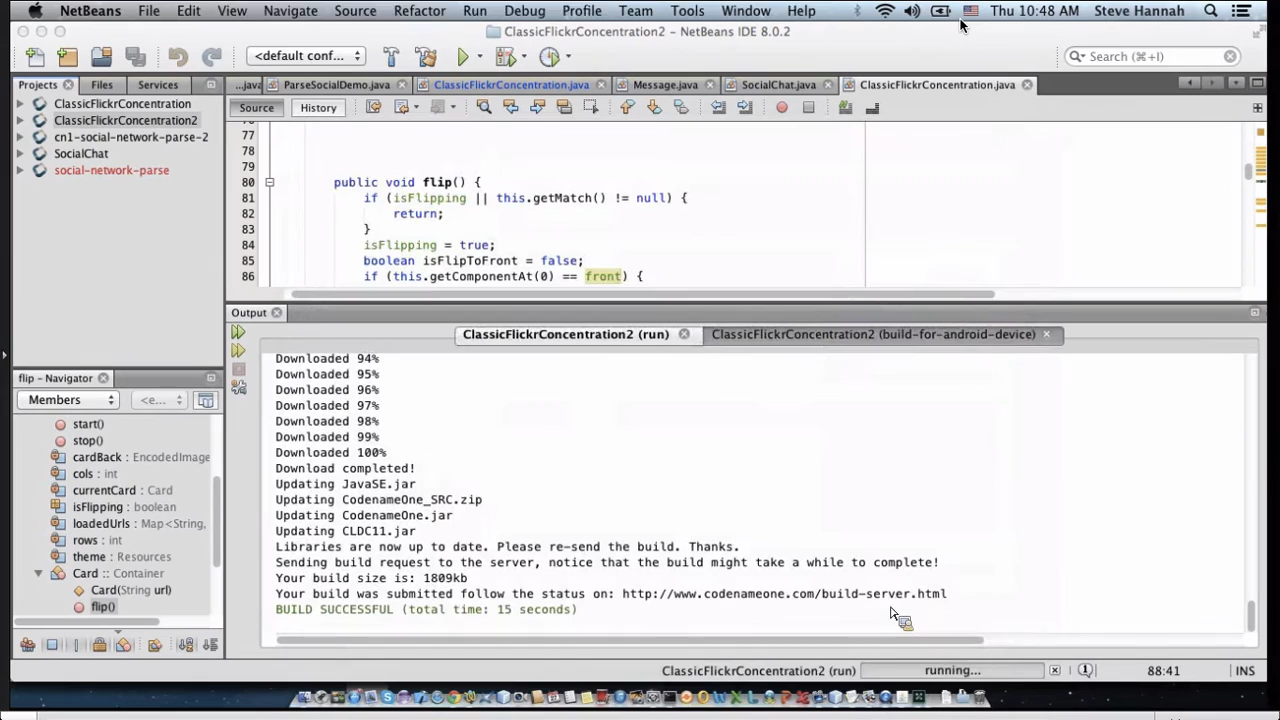 NetBeans File Edit View Navigate Source Refactor Run Debug Profile Team Tools Window Help Thu 10:48 AM Steve Hannah
ClassicFlickrConcentration2 – NetBeans IDE 8.0.2
<default conf... Search (⌘+I)
Projects Files Services ...java ParseSocialDemo.java ClassicFlickrConcentration.java Message.java SocialChat.java ClassicFlickrConcentration.java
Source History
ClassicFlickrConcentration
ClassicFlickrConcentration2
cn1-social-network-parse-2
SocialChat
social-network-parse
77
78
79
80 public void flip() {
81 if (isFlipping || this.getMatch() != null) {
82 return;
83 }
84 isFlipping = true;
85 boolean isFlipToFront = false;
86 if (this.getComponentAt(0) == front) {
Output
ClassicFlickrConcentration2 (run) ClassicFlickrConcentration2 (build-for-android-device)
Downloaded 94%
Downloaded 95%
Downloaded 96%
Downloaded 97%
Downloaded 98%
Downloaded 99%
Downloaded 100%
Download completed!
Updating JavaSE.jar
Updating CodenameOne_SRC.zip
Updating CodenameOne.jar
Updating CLDC11.jar
Libraries are now up to date. Please re-send the build. Thanks.
Sending build request to the server, notice that the build might take a while to complete!
Your build size is: 1809kb
Your build was submitted follow the status on: http://www.codenameone.com/build-server.html
BUILD SUCCESSFUL (total time: 15 seconds)
flip - Navigator
Members <e...
start()
stop()
cardBack : EncodedImage
cols : int
currentCard : Card
isFlipping : boolean
loadedUrls : Map<String,
rows : int
theme : Resources
Card :: Container
Card(String url)
flip()
ClassicFlickrConcentration2 (run) running... 88:41 INS